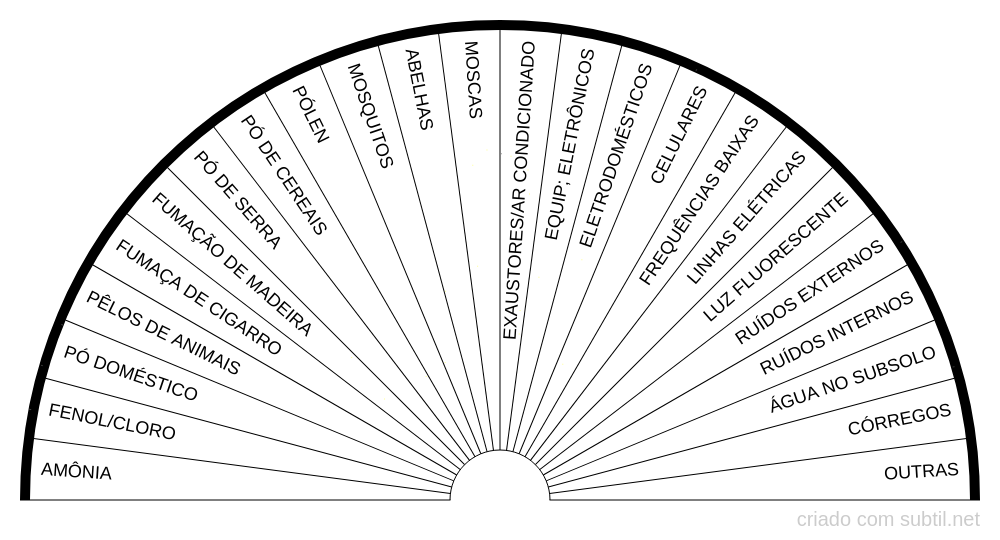 AMÔNIA
FENOL/CLORO
PÓ DOMÉSTICO
PÊLOS DE ANIMAIS
FUMAÇA DE CIGARRO
FUMAÇÃO DE MADEIRA
PÓ DE SERRA
PÓ DE CEREAIS
PÓLEN
MOSQUITOS
ABELHAS
MOSCAS
EXAUSTORES/AR CONDICIONADO
EQUIP; ELETRÔNICOS
ELETRODOMÉSTICOS
CELULARES
FREQUÊNCIAS BAIXAS
LINHAS ELÉTRICAS
LUZ FLUORESCENTE
RUÍDOS EXTERNOS
RUÍDOS INTERNOS
ÁGUA NO SUBSOLO
CÓRREGOS
OUTRAS
criado com subtil.net